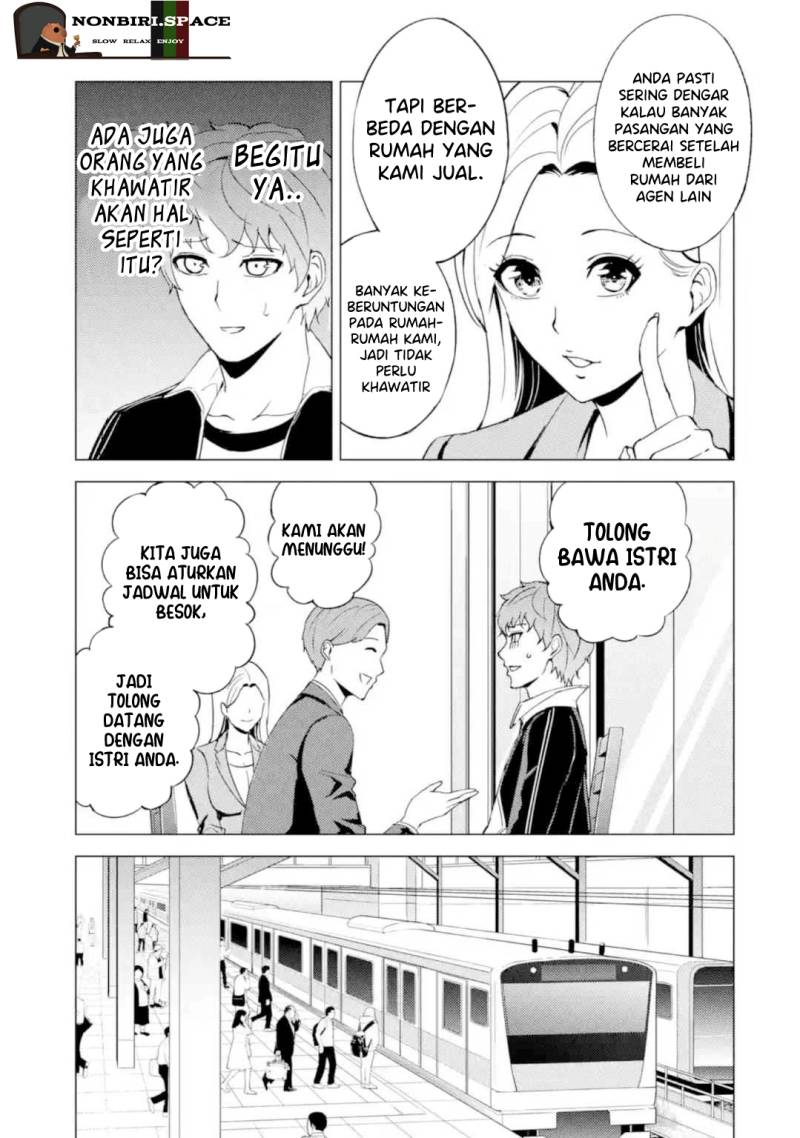 NONBIRI.SPACE
SLOW RELAX ENJOY
ANDA PASTI
SERING DENGAR
KALAU BANYAK
PASANGAN YANG
BERCERAI SETELAH
MEMBELI
RUMAH DARI
AGEN LAIN
TAPI BER-
BEDA DENGAN
RUMAH YANG
KAMI JUAL.
BANYAK KE-
BERUNTUNGAN
PADA RUMAH-
RUMAH KAMI,
JADI TIDAK
PERLU
KHAWATIR
BEGITU
YA..
ADA JUGA
ORANG YANG
KHAWATIR
AKAN HAL
SEPERTI
ITU?
TOLONG
BAWA ISTRI
ANDA.
KAMI AKAN
MENUNGGU!
KITA JUGA
BISA ATURKAN
JADWAL UNTUK
BESOK,
JADI
TOLONG
DATANG
DENGAN
ISTRI ANDA.